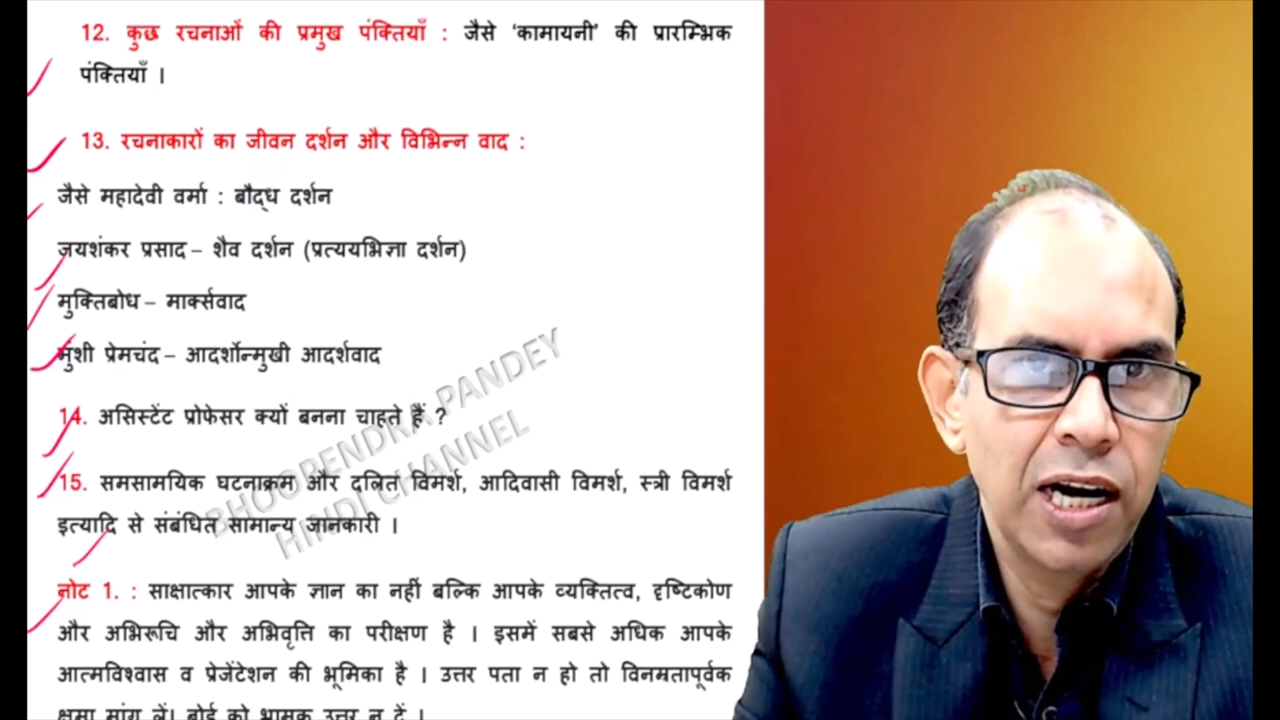 12. कुछ रचनाओं की प्रमुख पंक्तियाँ : जैसे ‘कामायनी’ की प्रारम्भिक
पंक्तियाँ ।
13. रचनाकारों का जीवन दर्शन और विभिन्न वाद :
जैसे महादेवी वर्मा : बौद्ध दर्शन
जयशंकर प्रसाद – शैव दर्शन (प्रत्ययभिज्ञा दर्शन)
मुक्तिबोध – मार्क्सवाद
मुंशी प्रेमचंद – आदर्शोन्मुखी आदर्शवाद
14. असिस्टेंट प्रोफेसर क्यों बनना चाहते हैं ?
15. समसामयिक घटनाक्रम और दलित विमर्श, आदिवासी विमर्श, स्त्री विमर्श
इत्यादि से संबंधित सामान्य जानकारी ।
BHOOPENDRA PANDEY
HINDI CHANNEL
नोट 1. : साक्षात्कार आपके ज्ञान का नहीं बल्कि आपके व्यक्तित्व, दृष्टिकोण
और अभिरूचि और अभिवृत्ति का परीक्षण है । इसमें सबसे अधिक आपके
आत्मविश्वास व प्रेजेंटेशन की भूमिका है । उत्तर पता न हो तो विनम्रतापूर्वक
क्षमा मांग लें। बोर्ड को भ्रामक उत्तर न दें ।